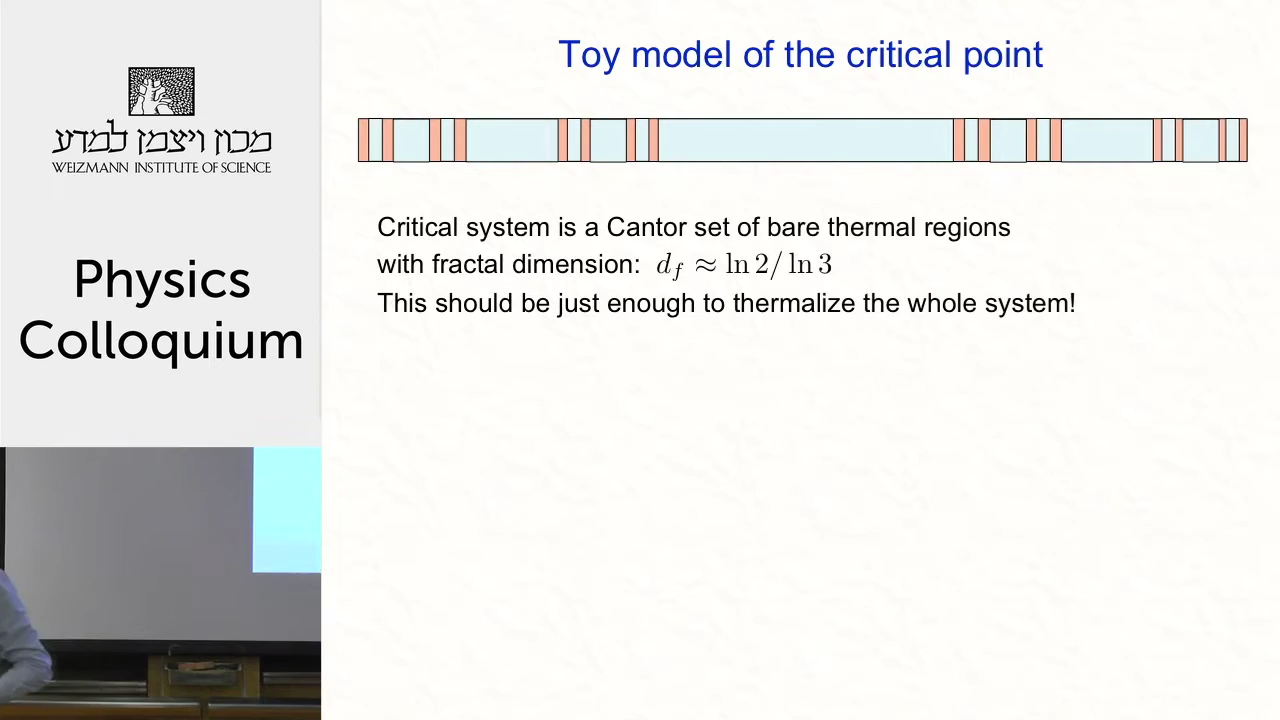 מכון ויצמן למדע
WEIZMANN INSTITUTE OF SCIENCE
Physics
Colloquium
Toy model of the critical point
Critical system is a Cantor set of bare thermal regions
with fractal dimension: d_f ≈ ln 2/ ln 3
This should be just enough to thermalize the whole system!